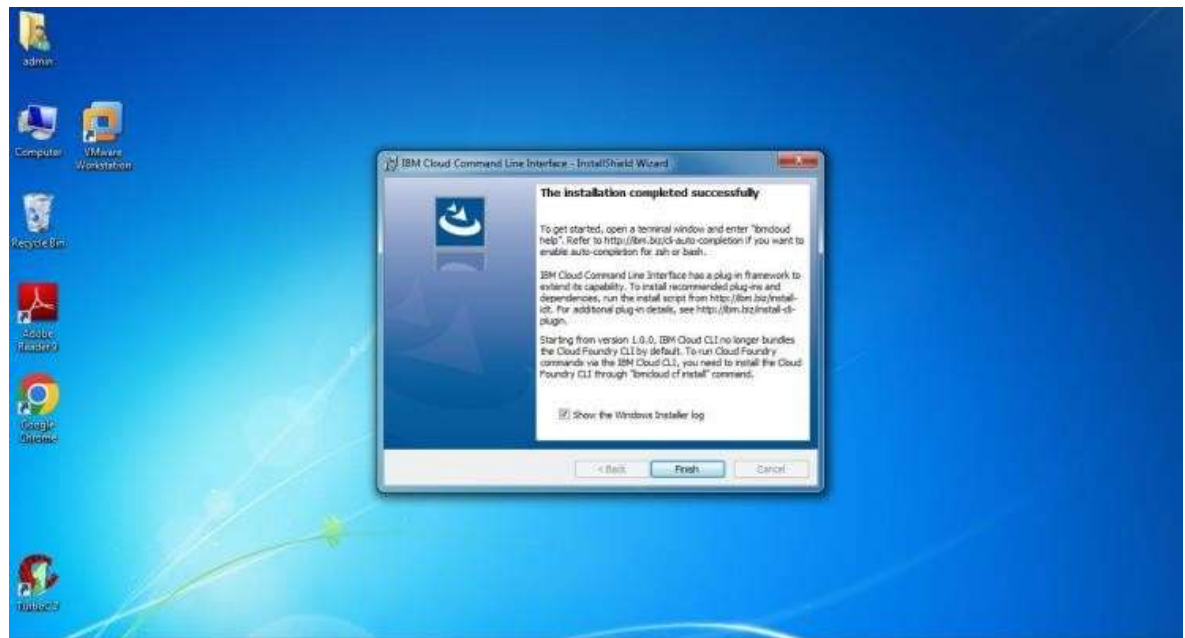 admin
Computer
VMware
Workstation
Recycle Bin
Adobe
Reader 9
Google
Chrome
IBM Cloud Command Line Interface - InstallShield Wizard
The installation completed successfully
To get started, open a terminal window and enter "ibmcloud
help". Refer to http://ibm.biz/cli-auto-completion if you want to
enable auto-completion for zsh or bash.
IBM Cloud Command Line Interface has a plug-in framework to
extend its capability. To install recommended plug-ins and
dependencies, run the install script from http://ibm.biz/install-
idt. For additional plug-in details, see http://ibm.biz/install-cli-
plugin.
Starting from version 1.0.0, IBM Cloud CLI no longer bundles
the Cloud Foundry CLI by default. To run Cloud Foundry
commands via the IBM Cloud CLI, you need to install the Cloud
Foundry CLI through "ibmcloud cf install" command.
Show the Windows Installer log
< Back
Finish
Cancel